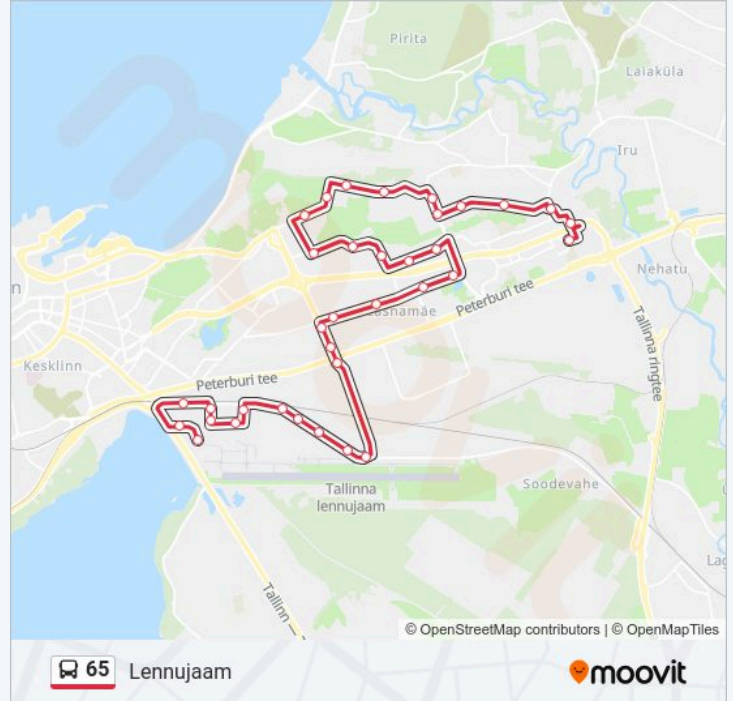 Pirita
Laiaküla
Iru
Nehatu
n
Peterburi tee
Kesklinn
Peterburi tee
Tallinna ringtee
Tallinna
lennujaam
Soodevahe
Tallinn —
© OpenStreetMap contributors | © OpenMapTiles
65 Lennujaam
moovit